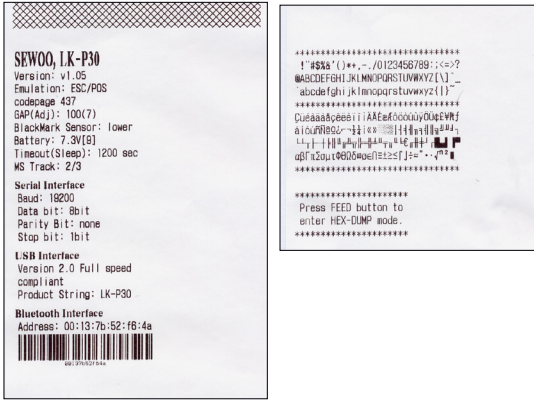 SEWOO, LK-P30
Version: v1.05
Emulation: ESC/POS
codepage 437
GAP(Adj): 100(7)
BlackMark Sensor: lower
Battery: 7.3V[9]
Timeout(Sleep): 1200 sec
MS Track: 2/3
Serial Interface
Baud: 19200
Data bit: 8bit
Parity Bit: none
Stop bit: 1bit
USB Interface
Version 2.0 Full speed
compliant
Product String: LK-P30
Bluetooth Interface
Address: 00:13:7b:52:f6:4a
*******************************
!"#$%&'()*+,-./0123456789:;<=>?
@ABCDEFGHIJKLMNOPQRSTUVWXYZ[\]^_
`abcdefghijklmnopqrstuvwxyz{|}~
*******************************
*******************************
**********************
Press FEED button to
enter HEX-DUMP mode.
**********************